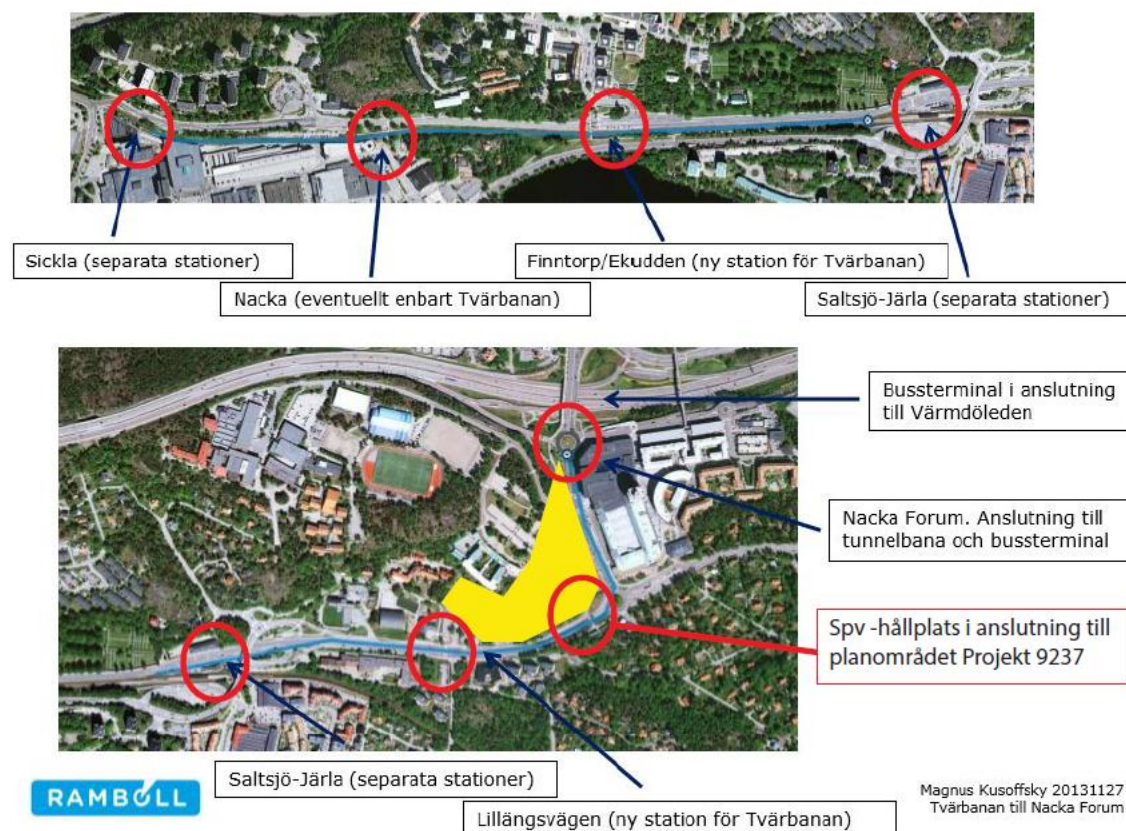 Sickla (separata stationer)
Nacka (eventuellt enbart Tvärbanan)
Finntorp/Ekudden (ny station för Tvärbanan)
Saltsjö-Järla (separata stationer)
Bussterminal i anslutning
till Värmdöleden
Nacka Forum. Anslutning till
tunnelbana och bussterminal
Spv -hållplats i anslutning till
planområdet Projekt 9237
Saltsjö-Järla (separata stationer)
Lillängsvägen (ny station för Tvärbanan)
RAMBOLL
Magnus Kusoffsky 20131127
Tvärbanan till Nacka Forum